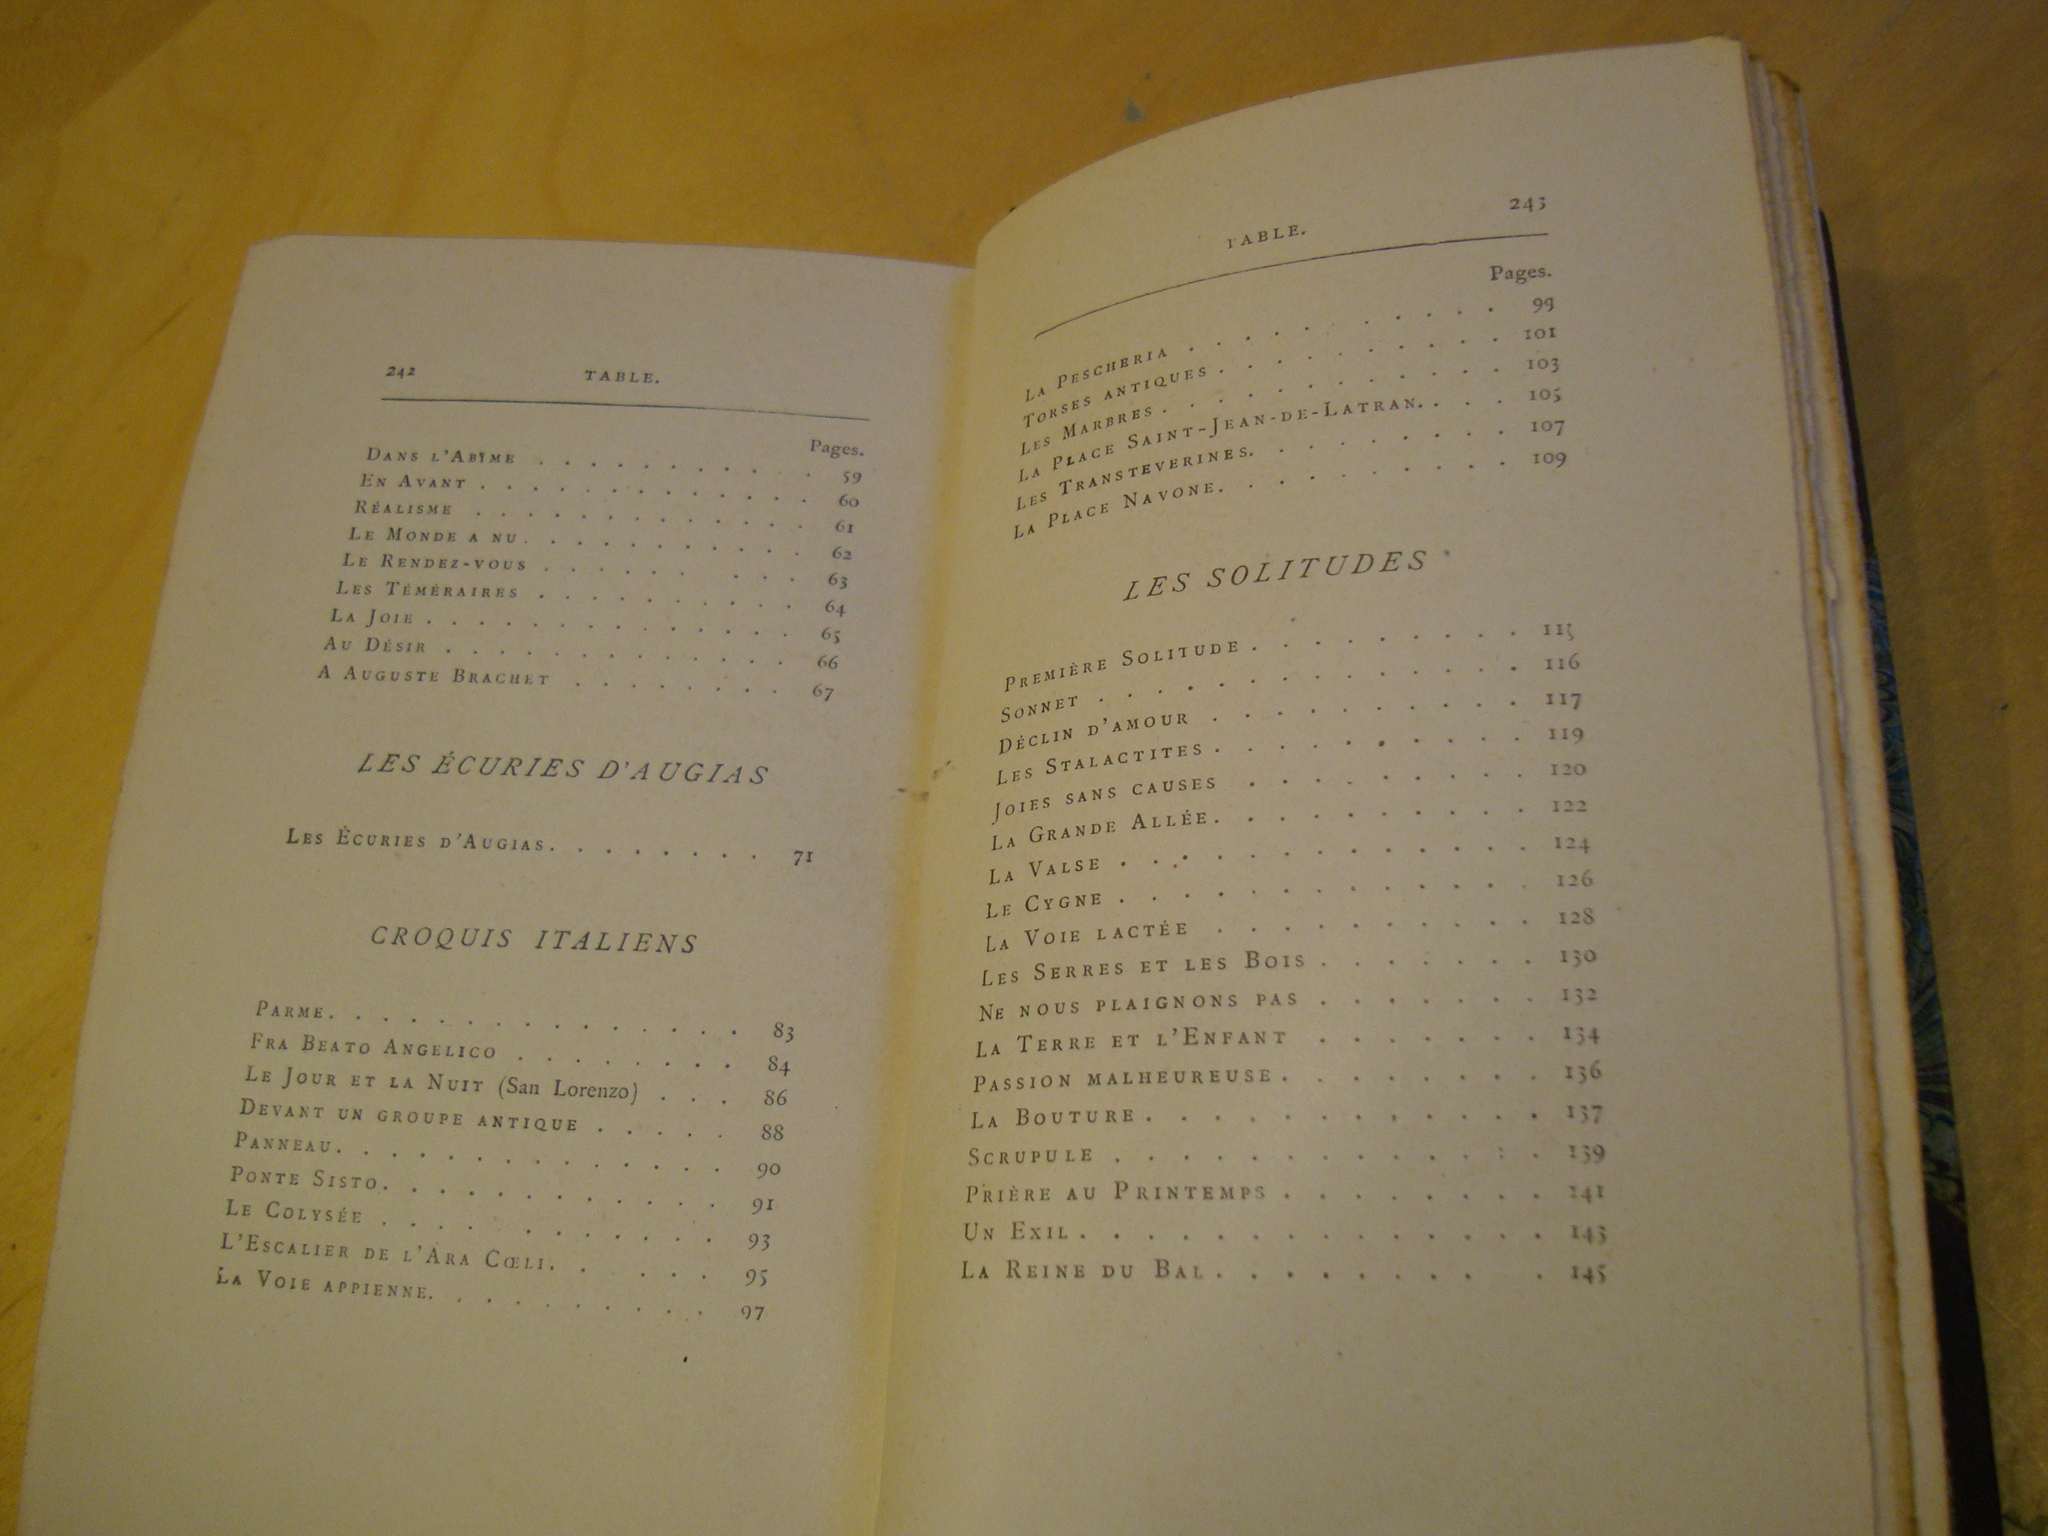 242 TABLE.
Pages.
DANS L'ABÎME . . . . . . . . . . 59
EN AVANT . . . . . . . . . . . . 60
RÉALISME . . . . . . . . . . . . 61
LE MONDE A NU . . . . . . . . . . 62
LE RENDEZ-VOUS . . . . . . . . 63
LES TÉMÉRAIRES . . . . . . . . . . 64
LA JOIE . . . . . . . . . . . . . . 65
AU DÉSIR . . . . . . . . . . . . . 66
A AUGUSTE BRACHET . . . . . . . . 67
LES ÉCURIES D'AUGIAS
LES ÉCURIES D'AUGIAS. . . . . . . . 71
CROQUIS ITALIENS
PARME. . . . . . . . . . . . . . . 83
FRA BEATO ANGELICO . . . . . . . . 84
LE JOUR ET LA NUIT (San Lorenzo) . . . 86
DEVANT UN GROUPE ANTIQUE . . . . . 88
PANNEAU. . . . . . . . . . . . . . 90
PONTE SISTO. . . . . . . . . . . . 91
LE COLYSÉE . . . . . . . . . . . 93
L'ESCALIER DE L'ARA CŒLI. . . . . 95
LA VOIE APPIENNE. . . . . . . . . . 97
TABLE. 243
Pages.
LA PESCHERIA . . . . . . . . . . . 99
TORSES ANTIQUES . . . . . . . . . . 101
LES MARBRES . . . . . . . . . . . . 103
LA PLACE SAINT-JEAN-DE-LATRAN. . . . 105
LES TRANSTEVERINES. . . . . . . . . 107
LA PLACE NAVONE. . . . . . . . . . 109
LES SOLITUDES
PREMIÈRE SOLITUDE . . . . . . . . . 115
SONNET . . . . . . . . . . . . . . 116
DÉCLIN D'AMOUR . . . . . . . . . . 117
LES STALACTITES . . . . . . . . . . 119
JOIES SANS CAUSES . . . . . . . . . 120
LA GRANDE ALLÉE. . . . . . . . . . 122
LA VALSE . . . . . . . . . . . . . 124
LE CYGNE . . . . . . . . . . . . . 126
LA VOIE LACTÉE . . . . . . . . . . 128
LES SERRES ET LES BOIS . . . . . . . 130
NE NOUS PLAIGNONS PAS . . . . . . . 132
LA TERRE ET L'ENFANT . . . . . . . 134
PASSION MALHEUREUSE. . . . . . . . 136
LA BOUTURE . . . . . . . . . . . . 137
SCRUPULE . . . . . . . . . . . . . 139
PRIÈRE AU PRINTEMPS . . . . . . . . 141
UN EXIL. . . . . . . . . . . . . . 143
LA REINE DU BAL . . . . . . . . . 145